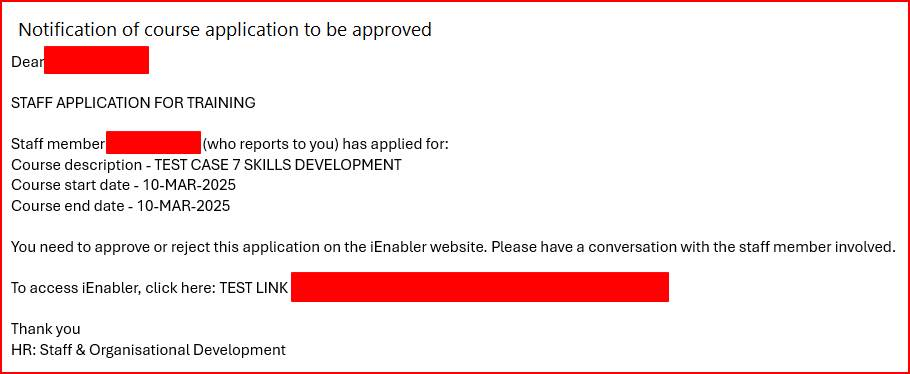 Notification of course application to be approved
Dear
STAFF APPLICATION FOR TRAINING
Staff member (who reports to you) has applied for:
Course description - TEST CASE 7 SKILLS DEVELOPMENT
Course start date - 10-MAR-2025
Course end date - 10-MAR-2025
You need to approve or reject this application on the iEnabler website. Please have a conversation with the staff member involved.
To access iEnabler, click here: TEST LINK
Thank you
HR: Staff & Organisational Development